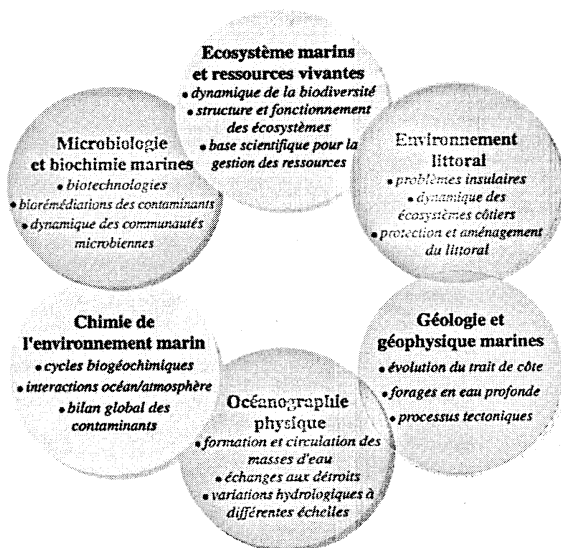 Ecosystème marins
et ressources vivantes
• dynamique de la biodiversité
• structure et fonctionnement
des écosystèmes
• base scientifique pour la
gestion des ressources
Microbiologie
et biochimie marines
• biotechnologies
• biorémédiations des contaminants
• dynamique des communautés
microbiennes
Environnement
littoral
• problèmes insulaires
• dynamique des
écosystèmes côtiers
• protection et aménagement
du littoral
Chimie de
l'environnement marin
• cycles biogéochimiques
• interactions océan/atmosphère
• bilan global des
contaminants
Géologie et
géophysique marines
• évolution du trait de côte
• forages en eau profonde
• processus tectoniques
Océanographie
physique
• formation et circulation des
masses d'eau
• échanges aux détroits
• variations hydrologiques à
différentes échelles